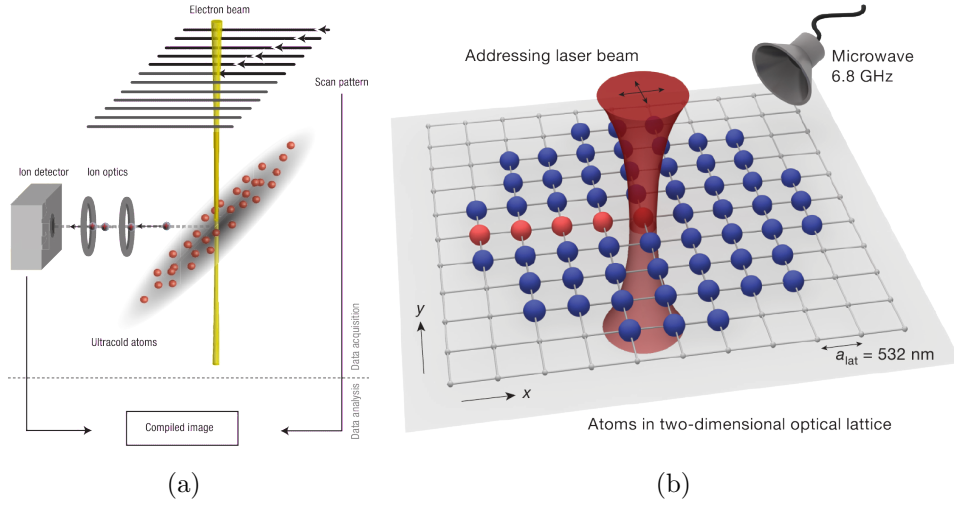 Electron beam
Scan pattern
Ion detector
Ion optics
Ultracold atoms
Data acquisition
Data analysis
Compiled image
(a)
Addressing laser beam
Microwave
6.8 GHz
y
x
a_lat = 532 nm
Atoms in two-dimensional optical lattice
(b)